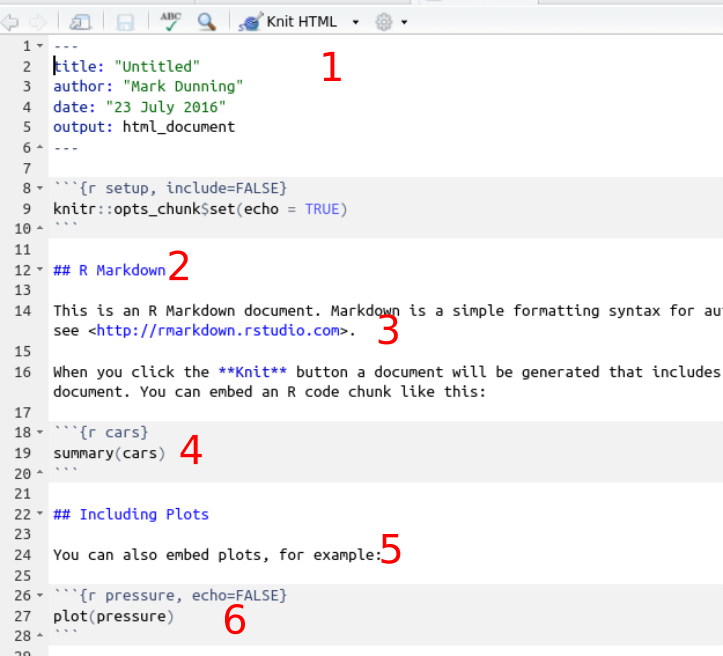 ABC Knit HTML
1 ---
2 title: "Untitled" 1
3 author: "Mark Dunning"
4 date: "23 July 2016"
5 output: html_document
6 ---
7
8 ```{r setup, include=FALSE}
9 knitr::opts_chunk$set(echo = TRUE)
10 ```
11
12 ## R Markdown 2
13
14 This is an R Markdown document. Markdown is a simple formatting syntax for au
see <http://rmarkdown.rstudio.com>. 3
15
16 When you click the **Knit** button a document will be generated that includes
document. You can embed an R code chunk like this:
17
18 ```{r cars}
19 summary(cars) 4
20 ```
21
22 ## Including Plots
23
24 You can also embed plots, for example: 5
25
26 ```{r pressure, echo=FALSE}
27 plot(pressure) 6
28 ```
29